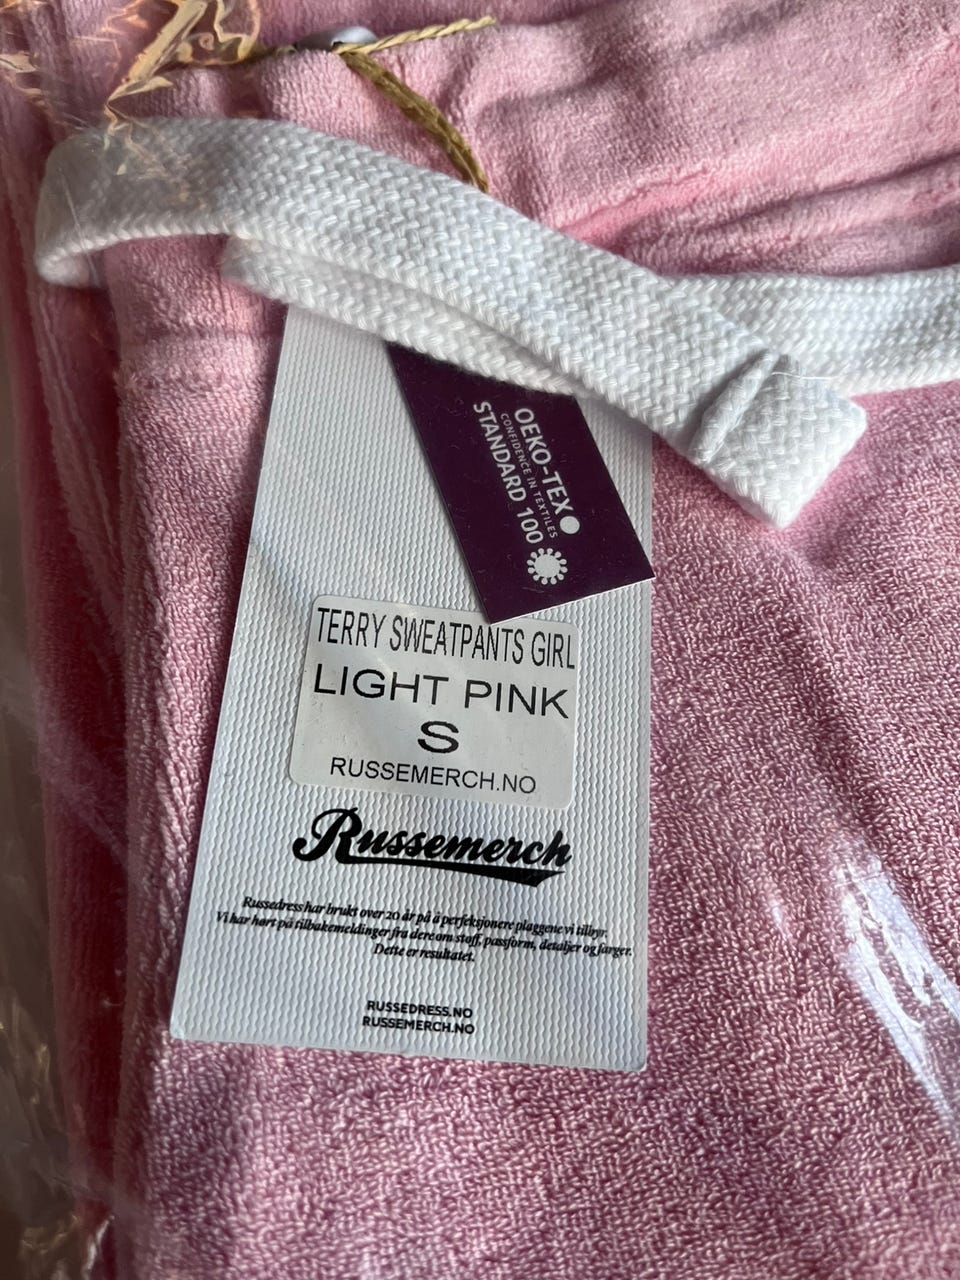 OEKO-TEX
CONFIDENCE IN TEXTILES
STANDARD 100
TERRY SWEATPANTS GIRL
LIGHT PINK
S
RUSSEMERCH.NO
Russemerch
Russedress har brukt over 20 år på å perfeksjonere plaggene vi tilbyr.
Vi har hørt på tilbakemeldinger fra dere om stoff, passform, detaljer og farger.
Dette er resultatet.
RUSSEDRESS.NO
RUSSEMERCH.NO